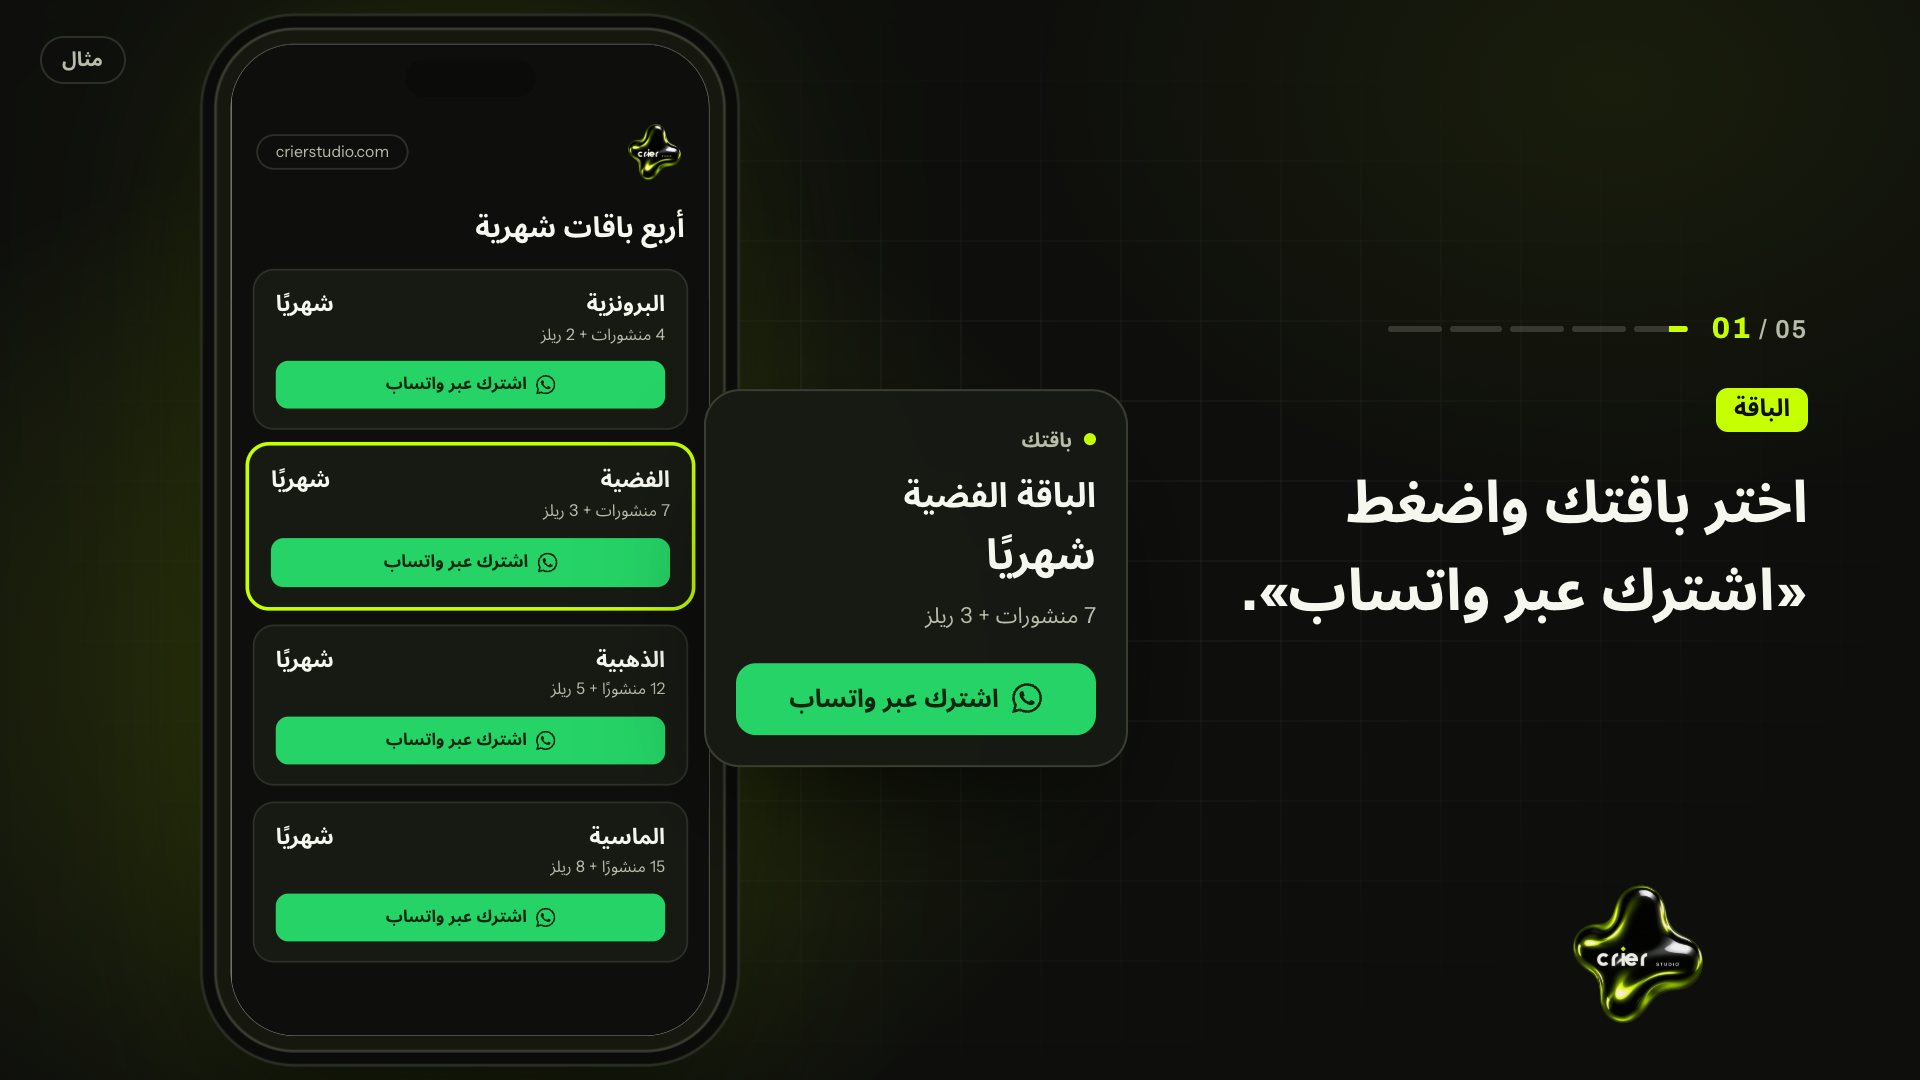 مثال
01 / 05
الباقة
اختر باقتك واضغط
«اشترك عبر واتساب».
crierstudio.com
crier STUDIO
أربع باقات شهرية
البرونزية
شهريًا
4 منشورات + 2 ريلز
اشترك عبر واتساب
الفضية
شهريًا
7 منشورات + 3 ريلز
اشترك عبر واتساب
الذهبية
شهريًا
12 منشورًا + 5 ريلز
اشترك عبر واتساب
الماسية
شهريًا
15 منشورًا + 8 ريلز
اشترك عبر واتساب
باقتك
الباقة الفضية
شهريًا
7 منشورات + 3 ريلز
اشترك عبر واتساب
crier STUDIO